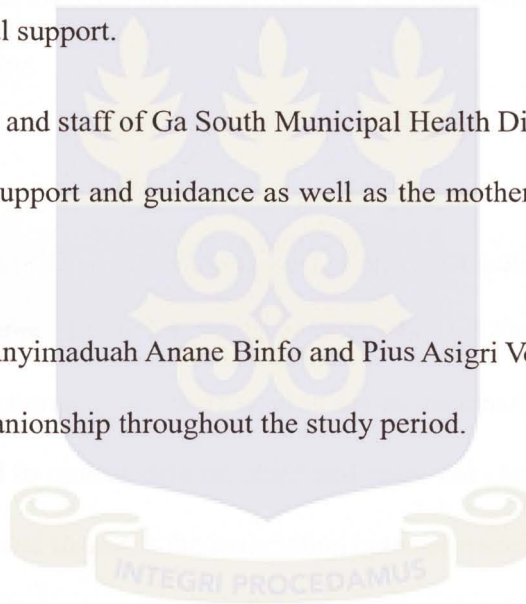 l support.
and staff of Ga South Municipal Health Di
upport and guidance as well as the mother
nyimaduah Anane Binfo and Pius Asigri Ve
anionship throughout the study period.
INTEGRI PROCEDAMUS